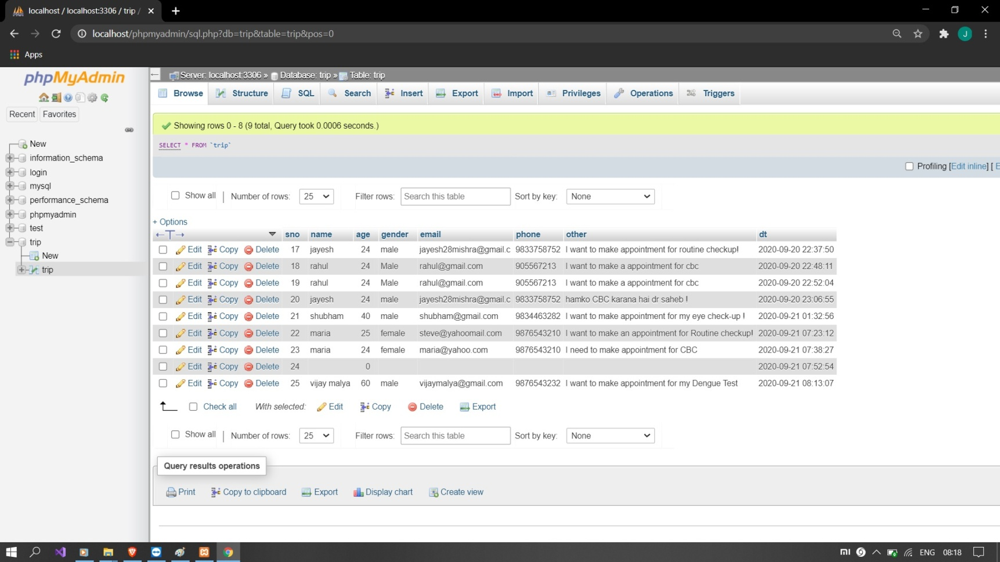 localhost / localhost:3306 / trip /
localhost/phpmyadmin/sql.php?db=trip&table=trip&pos=0
J
Apps
phpMyAdmin
Server: localhost:3306 » Database: trip » Table: trip
Browse Structure SQL Search Insert Export Import Privileges Operations Triggers
Recent Favorites
New
information_schema
login
mysql
performance_schema
phpmyadmin
test
trip
New
trip
Showing rows 0 - 8 (9 total, Query took 0.0006 seconds.)
SELECT * FROM `trip`
Profiling [Edit inline] [ E
Show all | Number of rows: 25 Filter rows: Search this table Sort by key: None
+ Options
sno name age gender email phone other dt
Edit Copy Delete 17 jayesh 24 male jayesh28mishra@gmail.c 9833758752 I want to make appointment for routine checkup! 2020-09-20 22:37:50
Edit Copy Delete 18 rahul 24 Male rahul@gmail.com 905567213 I want to make a appointment for cbc 2020-09-20 22:48:11
Edit Copy Delete 19 rahul 24 Male rahul@gmail.com 905567213 I want to make a appointment for cbc 2020-09-20 22:52:04
Edit Copy Delete 20 jayesh 24 male jayesh28mishra@gmail.c 9833758752 hamko CBC karana hai dr saheb ! 2020-09-20 23:06:55
Edit Copy Delete 21 shubham 40 male shubham@gmail.com 9834463282 I want to make appointment for my eye check-up ! 2020-09-21 01:32:56
Edit Copy Delete 22 maria 25 female steve@yahoomail.com 9876543210 I want to make an appointment for Routine checkup! 2020-09-21 07:23:12
Edit Copy Delete 23 maria 24 female maria@yahoo.com 9876543210 I need to make appointment for CBC 2020-09-21 07:38:27
Edit Copy Delete 24 0 2020-09-21 07:52:54
Edit Copy Delete 25 vijay malya 60 male vijaymalya@gmail.com 9876543232 I want to make appointment for my Dengue Test 2020-09-21 08:13:07
Check all With selected: Edit Copy Delete Export
Show all | Number of rows: 25 Filter rows: Search this table Sort by key: None
Query results operations
Print Copy to clipboard Export Display chart Create view
mi ENG 08:18